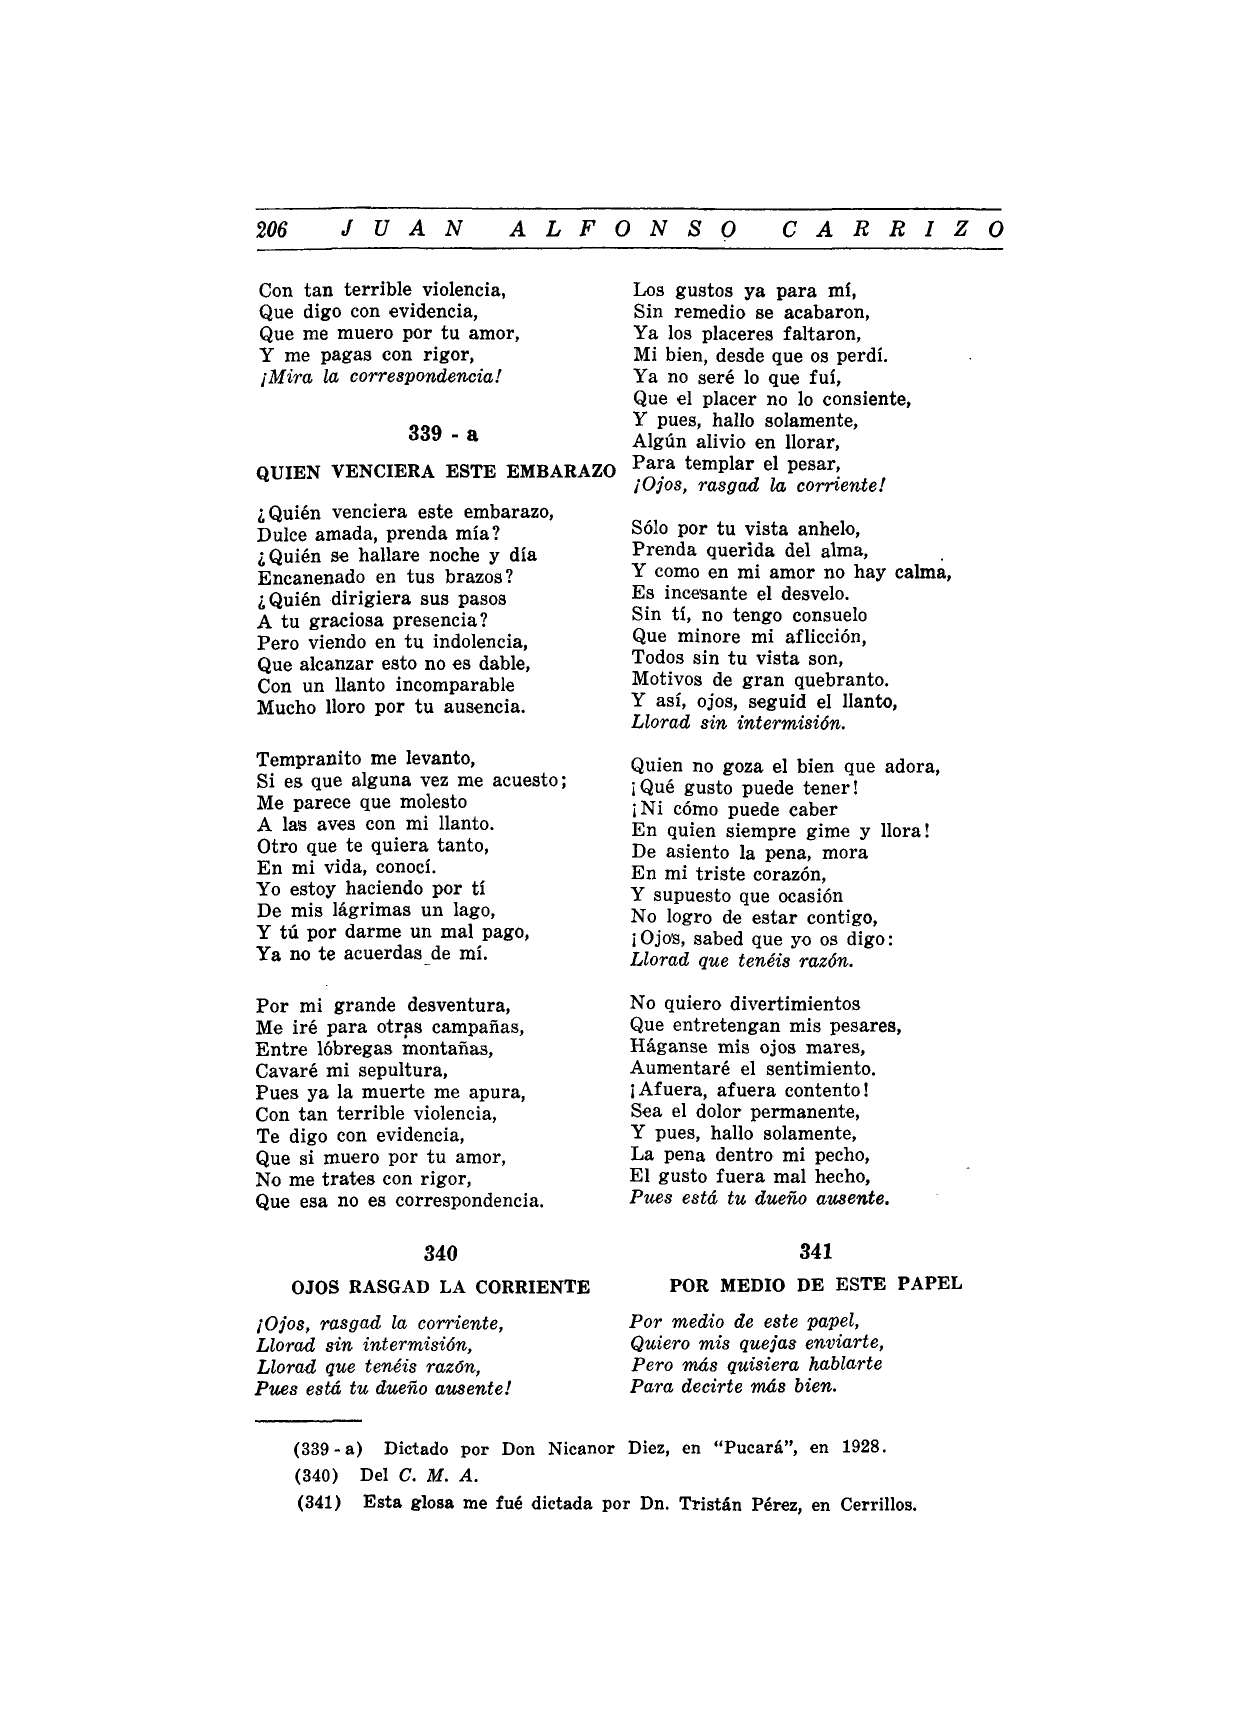 206 JUAN ALFONSO CARRIZO
Con tan terrible violencia,
Que digo con evidencia,
Que me muero por tu amor,
Y me pagas con rigor,
¡Mira la correspondencia!
339 - a
QUIEN VENCIERA ESTE EMBARAZO
¿Quién venciera este embarazo,
Dulce amada, prenda mía?
¿Quién se hallare noche y día
Encanenado en tus brazos?
¿Quién dirigiera sus pasos
A tu graciosa presencia?
Pero viendo en tu indolencia,
Que alcanzar esto no es dable,
Con un llanto incomparable
Mucho lloro por tu ausencia.
Tempranito me levanto,
Si es que alguna vez me acuesto;
Me parece que molesto
A las aves con mi llanto.
Otro que te quiera tanto,
En mi vida, conocí.
Yo estoy haciendo por tí
De mis lágrimas un lago,
Y tú por darme un mal pago,
Ya no te acuerdas de mí.
Por mi grande desventura,
Me iré para otras campañas,
Entre lóbregas montañas,
Cavaré mi sepultura,
Pues ya la muerte me apura,
Con tan terrible violencia,
Te digo con evidencia,
Que si muero por tu amor,
No me trates con rigor,
Que esa no es correspondencia.
340
OJOS RASGAD LA CORRIENTE
¡Ojos, rasgad la corriente,
Llorad sin intermisión,
Llorad que tenéis razón,
Pues está tu dueño ausente!
Los gustos ya para mí,
Sin remedio se acabaron,
Ya los placeres faltaron,
Mi bien, desde que os perdí.
Ya no seré lo que fuí,
Que el placer no lo consiente,
Y pues, hallo solamente,
Algún alivio en llorar,
Para templar el pesar,
¡Ojos, rasgad la corriente!
Sólo por tu vista anhelo,
Prenda querida del alma,
Y como en mi amor no hay calma,
Es incesante el desvelo.
Sin tí, no tengo consuelo
Que minore mi aflicción,
Todos sin tu vista son,
Motivos de gran quebranto.
Y así, ojos, seguid el llanto,
Llorad sin intermisión.
Quien no goza el bien que adora,
¡Qué gusto puede tener!
¡Ni cómo puede caber
En quien siempre gime y llora!
De asiento la pena, mora
En mi triste corazón,
Y supuesto que ocasión
No logro de estar contigo,
¡Ojos, sabed que yo os digo:
Llorad que tenéis razón.
No quiero divertimientos
Que entretengan mis pesares,
Háganse mis ojos mares,
Aumentaré el sentimiento.
¡Afuera, afuera contento!
Sea el dolor permanente,
Y pues, hallo solamente,
La pena dentro mi pecho,
El gusto fuera mal hecho,
Pues está tu dueño ausente.
341
POR MEDIO DE ESTE PAPEL
Por medio de este papel,
Quiero mis quejas enviarte,
Pero más quisiera hablarte
Para decirte más bien.
(339 - a) Dictado por Don Nicanor Diez, en “Pucará”, en 1928.
(340) Del C. M. A.
(341) Esta glosa me fué dictada por Dn. Tristán Pérez, en Cerrillos.